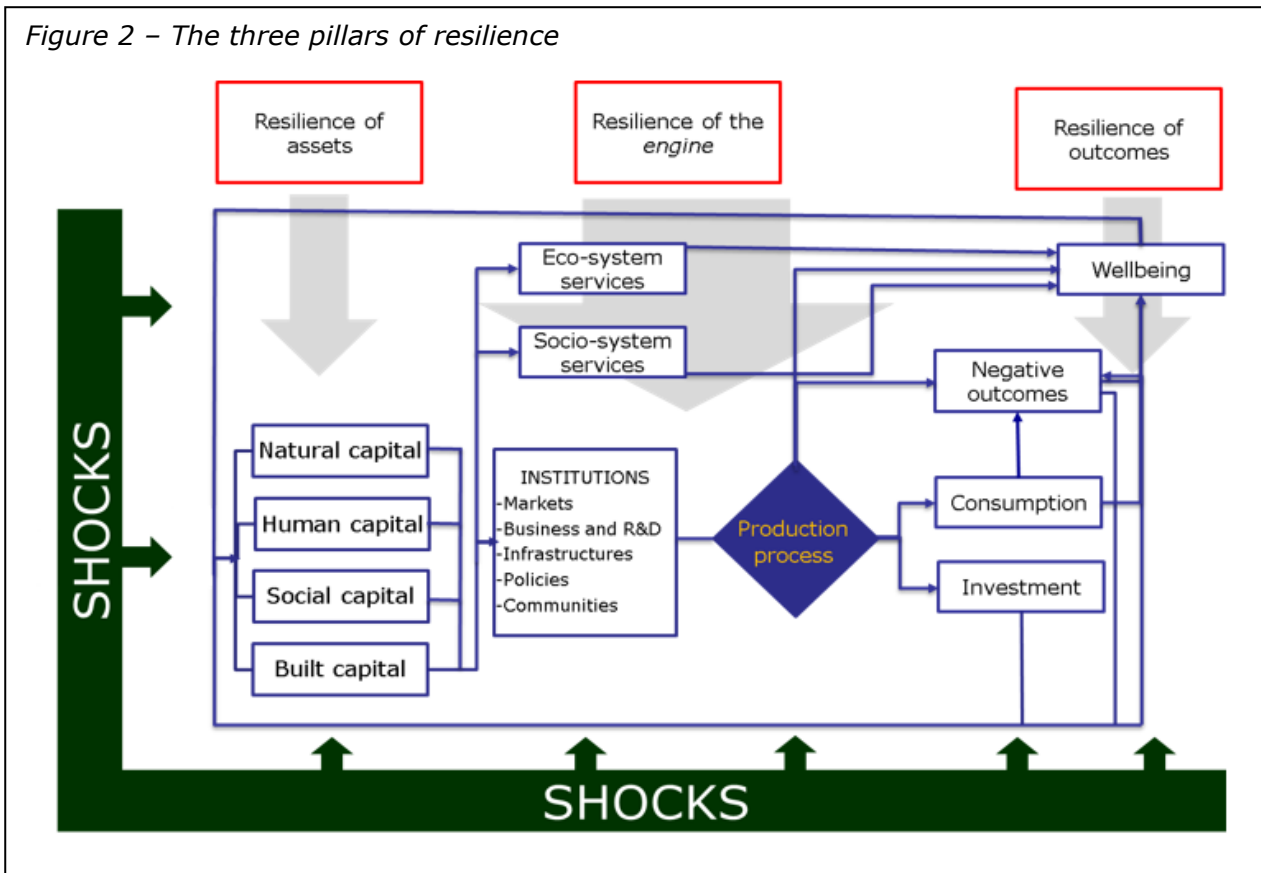 Figure 2 – The three pillars of resilience
Resilience of
assets
Resilience of the
engine
Resilience of
outcomes
Eco-system
services
Wellbeing
Socio-system
services
Negative
outcomes
Natural capital
Human capital
Social capital
Built capital
INSTITUTIONS
-Markets
-Business and R&D
-Infrastructures
-Policies
-Communities
Production
process
Consumption
Investment
SHOCKS
SHOCKS